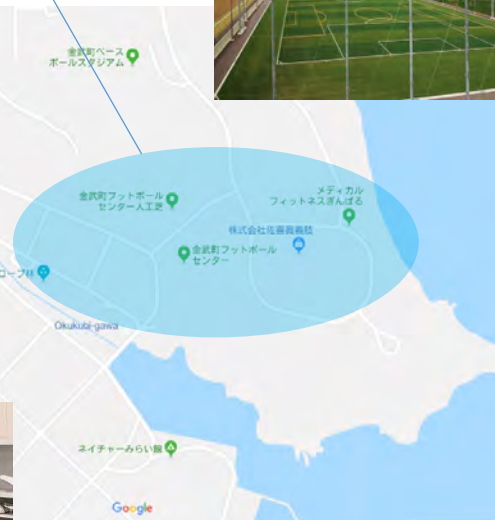 金武町ベース
ボールスタジアム
金武町フットボール
センター人工芝
メディカル
フィットネスぎんばる
株式会社佐喜眞義肢
金武町フットボール
センター
ローブ林
Okukubi-gawa
ネイチャーみらい館
Google